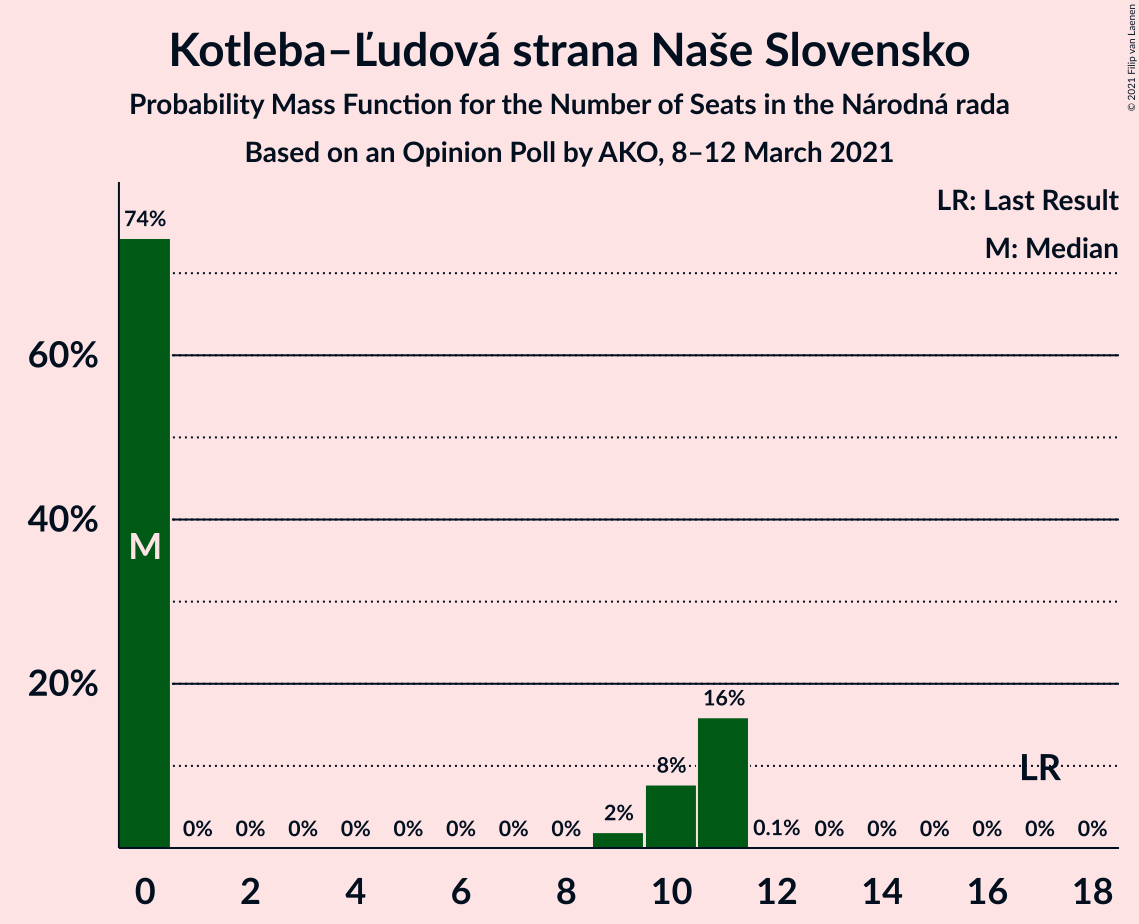 Kotleba–Ľudová strana Naše Slovensko
Probability Mass Function for the Number of Seats in the Národná rada
Based on an Opinion Poll by AKO, 8–12 March 2021
© 2021 Filip van Laenen
LR: Last Result
M: Median
74%
60%
40%
M
20%
16%
LR
8%
2%
0% 0% 0% 0% 0% 0% 0% 0% 0.1% 0% 0% 0% 0% 0% 0%
0 2 4 6 8 10 12 14 16 18